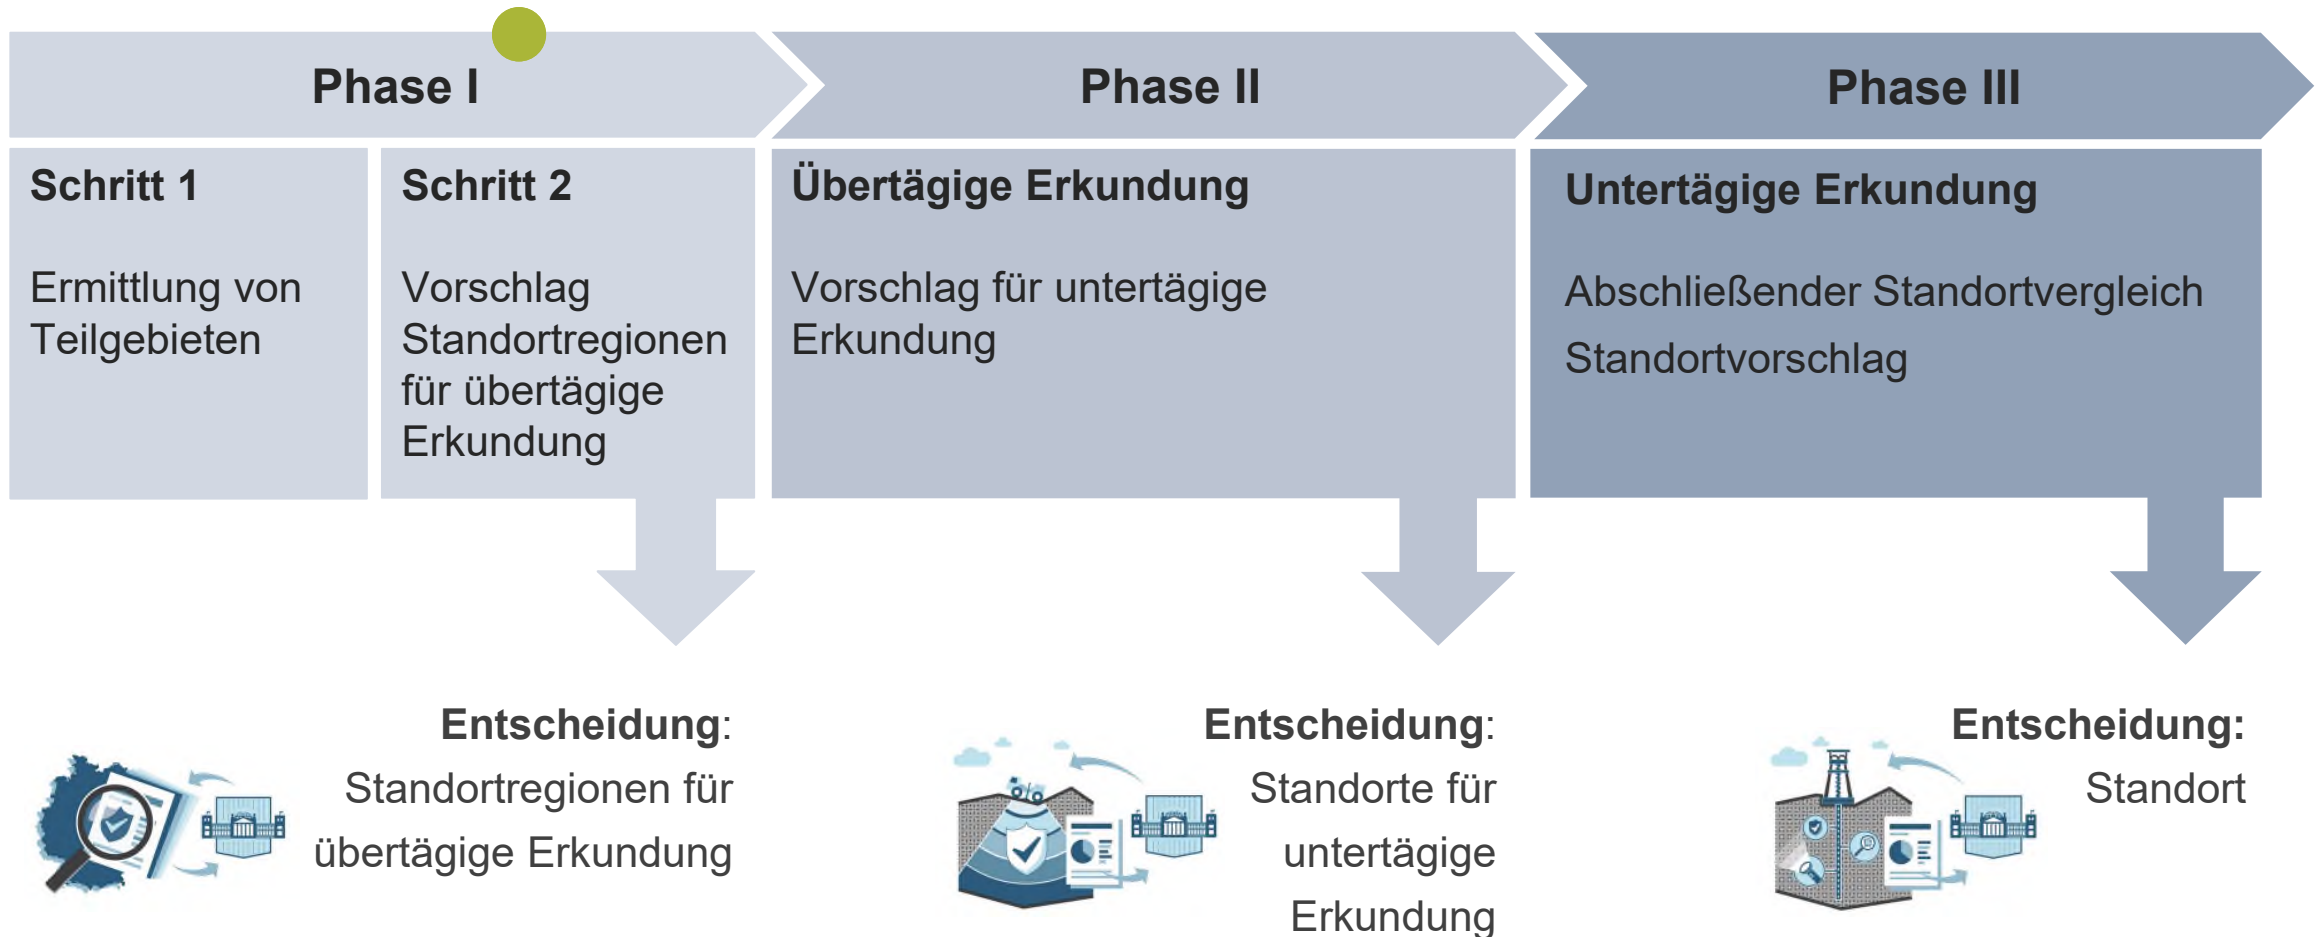 Phase I
Phase II
Phase III
Schritt 1
Ermittlung von
Teilgebieten
Schritt 2
Vorschlag
Standortregionen
für übertägige
Erkundung
Übertägige Erkundung
Vorschlag für untertägige
Erkundung
Untertägige Erkundung
Abschließender Standortvergleich
Standortvorschlag
Entscheidung:
Standortregionen für
übertägige Erkundung
Entscheidung:
Standorte für
untertägige
Erkundung
Entscheidung:
Standort